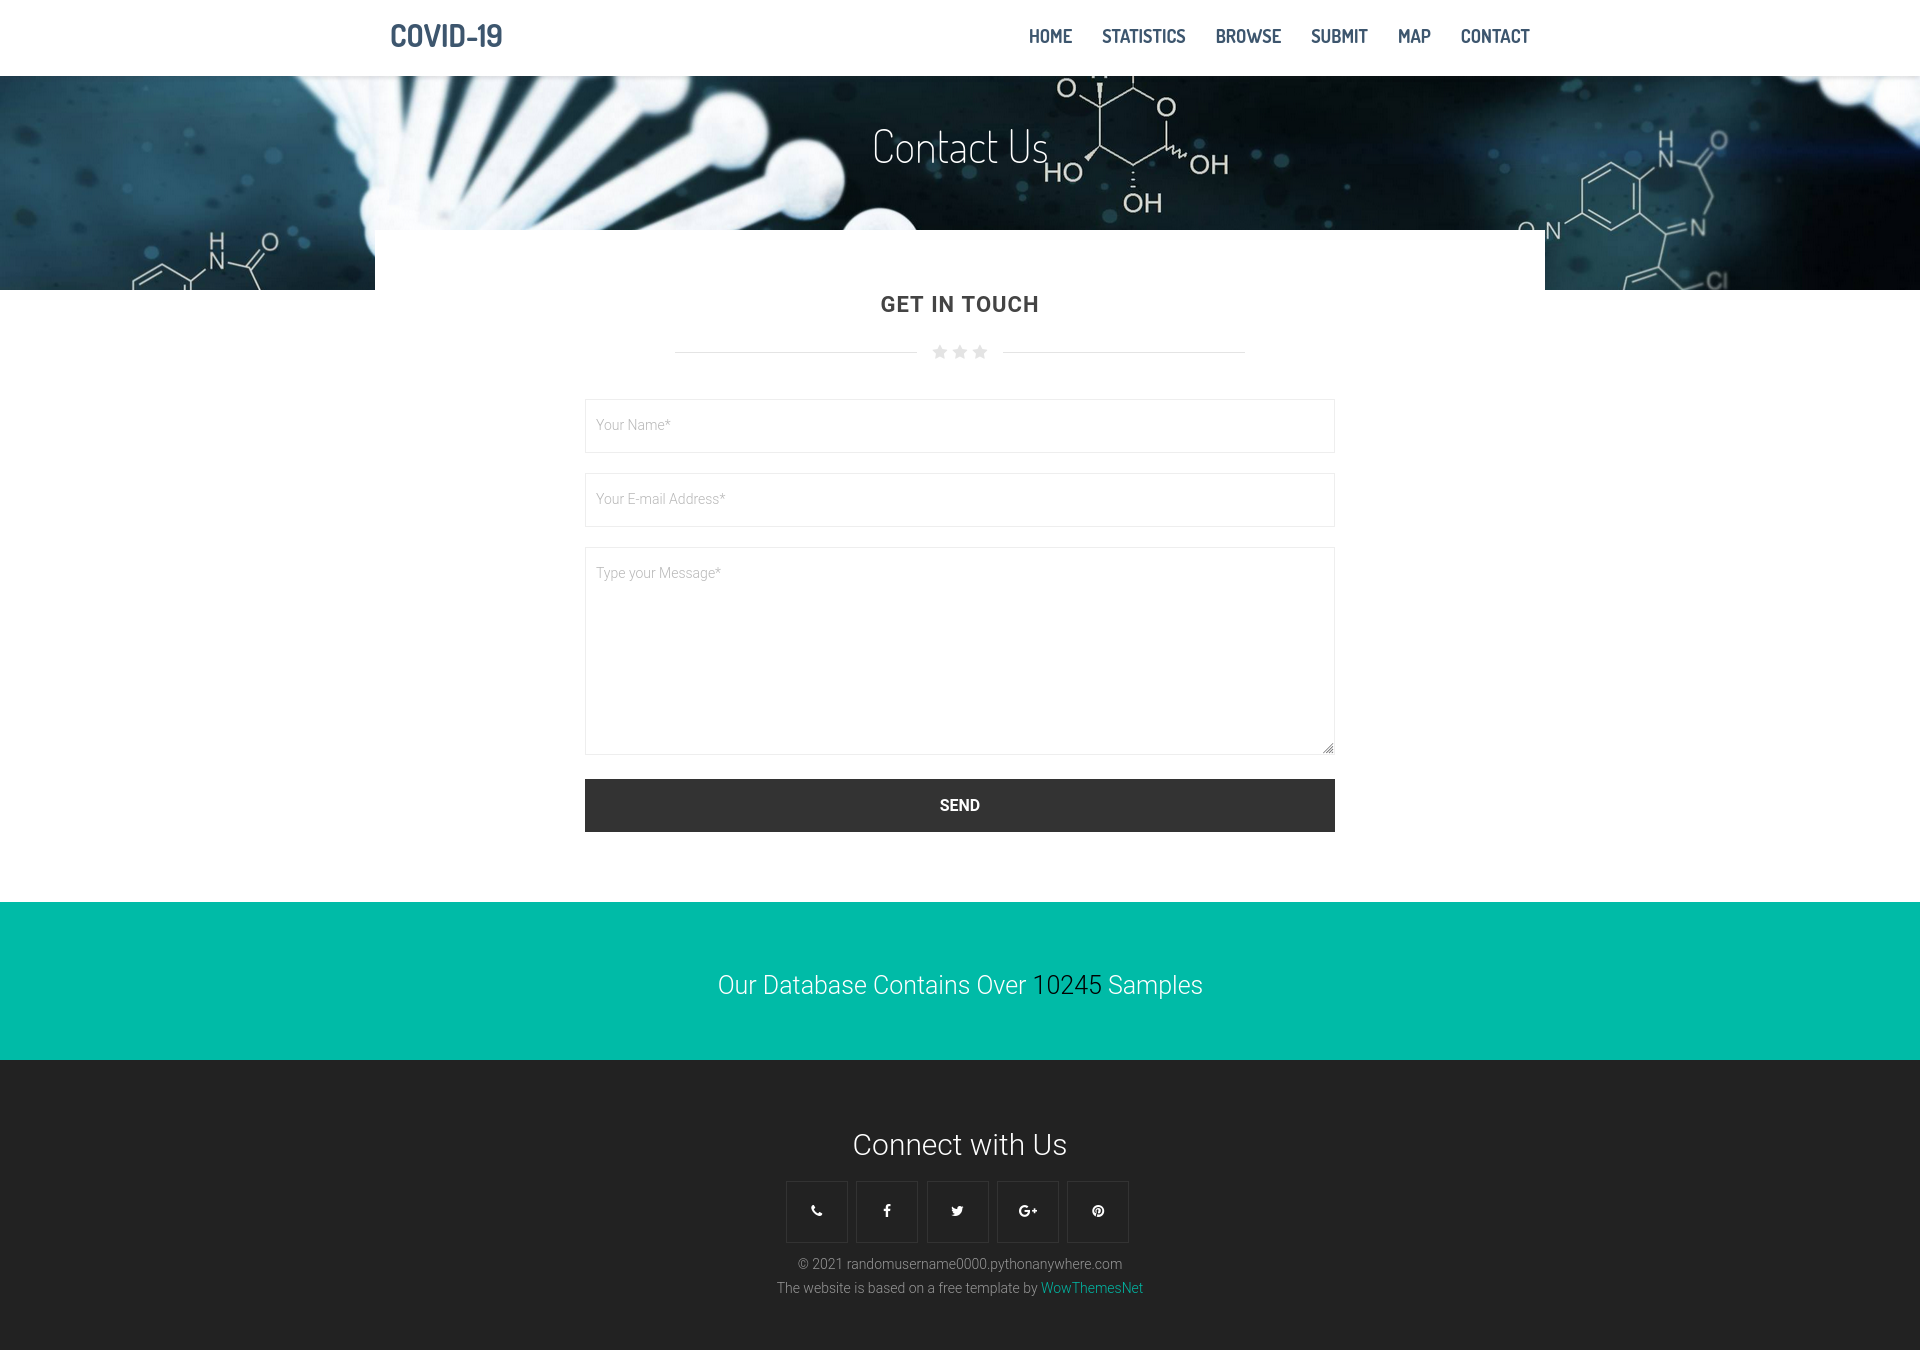 COVID-19
HOME STATISTICS BROWSE SUBMIT MAP CONTACT
Contact Us
O O
HO OH
OH
H
N O
H
N O
O N N
Cl
GET IN TOUCH
Your Name*
Your E-mail Address*
Type your Message*
SEND
Our Database Contains Over 10245 Samples
Connect with Us
© 2021 randomusername0000.pythonanywhere.com
The website is based on a free template by WowThemesNet